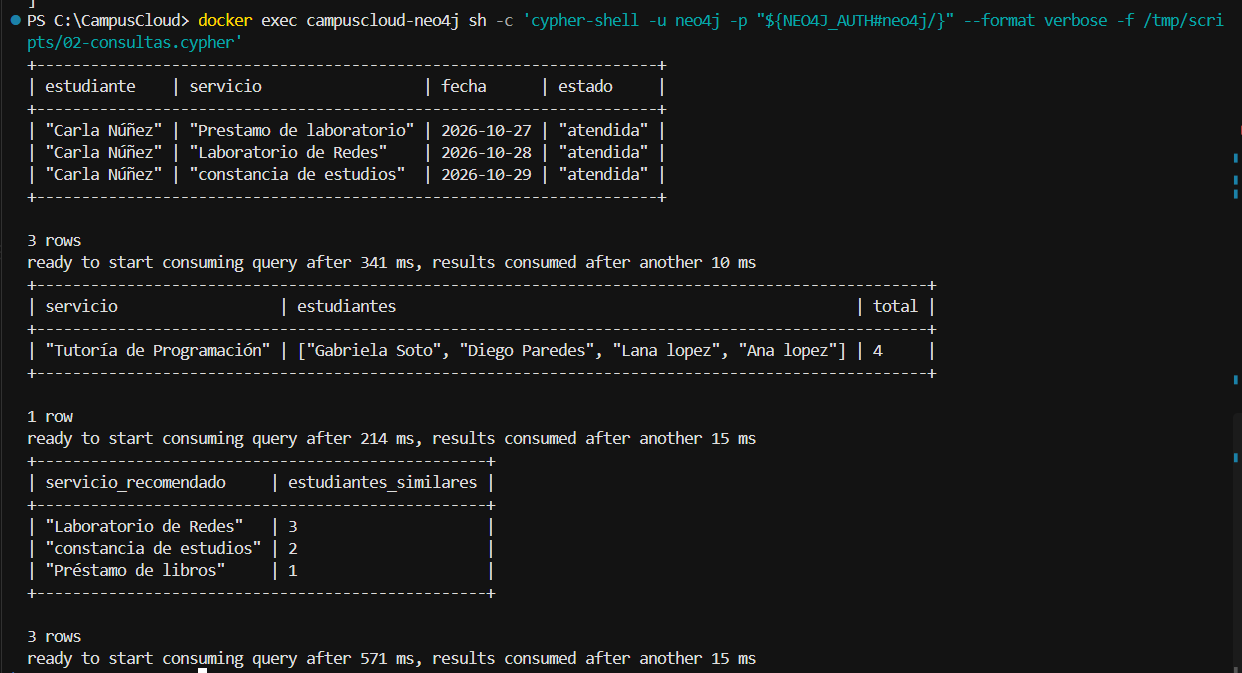 ]
PS C:\CampusCloud> docker exec campuscloud-neo4j sh -c 'cypher-shell -u neo4j -p "${NEO4J_AUTH#neo4j/}" --format verbose -f /tmp/scri
pts/02-consultas.cypher'
+---------------------------------------------------------------------+
| estudiante    | servicio                  | fecha      | estado     |
+---------------------------------------------------------------------+
| "Carla Núñez" | "Prestamo de laboratorio" | 2026-10-27 | "atendida" |
| "Carla Núñez" | "Laboratorio de Redes"    | 2026-10-28 | "atendida" |
| "Carla Núñez" | "constancia de estudios"  | 2026-10-29 | "atendida" |
+---------------------------------------------------------------------+
3 rows
ready to start consuming query after 341 ms, results consumed after another 10 ms
+---------------------------------------------------------------------------------------------------+
| servicio                  | estudiantes                                                   | total |
+---------------------------------------------------------------------------------------------------+
| "Tutoría de Programación" | ["Gabriela Soto", "Diego Paredes", "Lana lopez", "Ana lopez"] | 4     |
+---------------------------------------------------------------------------------------------------+
1 row
ready to start consuming query after 214 ms, results consumed after another 15 ms
+--------------------------------------------------+
| servicio_recomendado     | estudiantes_similares |
+--------------------------------------------------+
| "Laboratorio de Redes"   | 3                     |
| "constancia de estudios" | 2                     |
| "Préstamo de libros"     | 1                     |
+--------------------------------------------------+
3 rows
ready to start consuming query after 571 ms, results consumed after another 15 ms